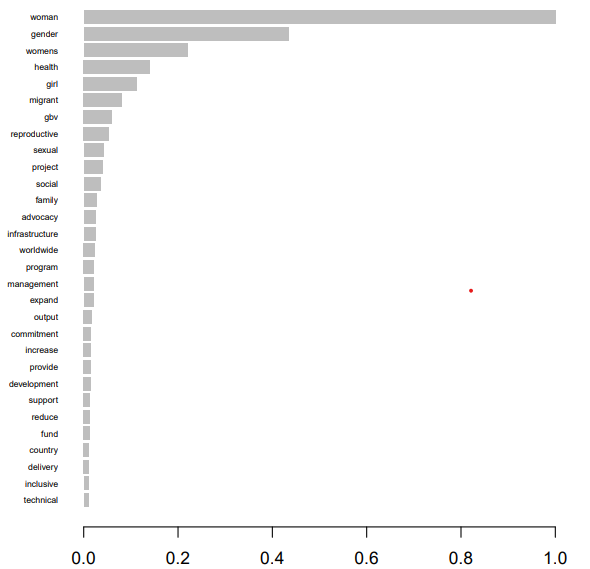 woman
gender
womens
health
girl
migrant
gbv
reproductive
sexual
project
social
family
advocacy
infrastructure
worldwide
program
management
expand
output
commitment
increase
provide
development
support
reduce
fund
country
delivery
inclusive
technical
0.0 0.2 0.4 0.6 0.8 1.0